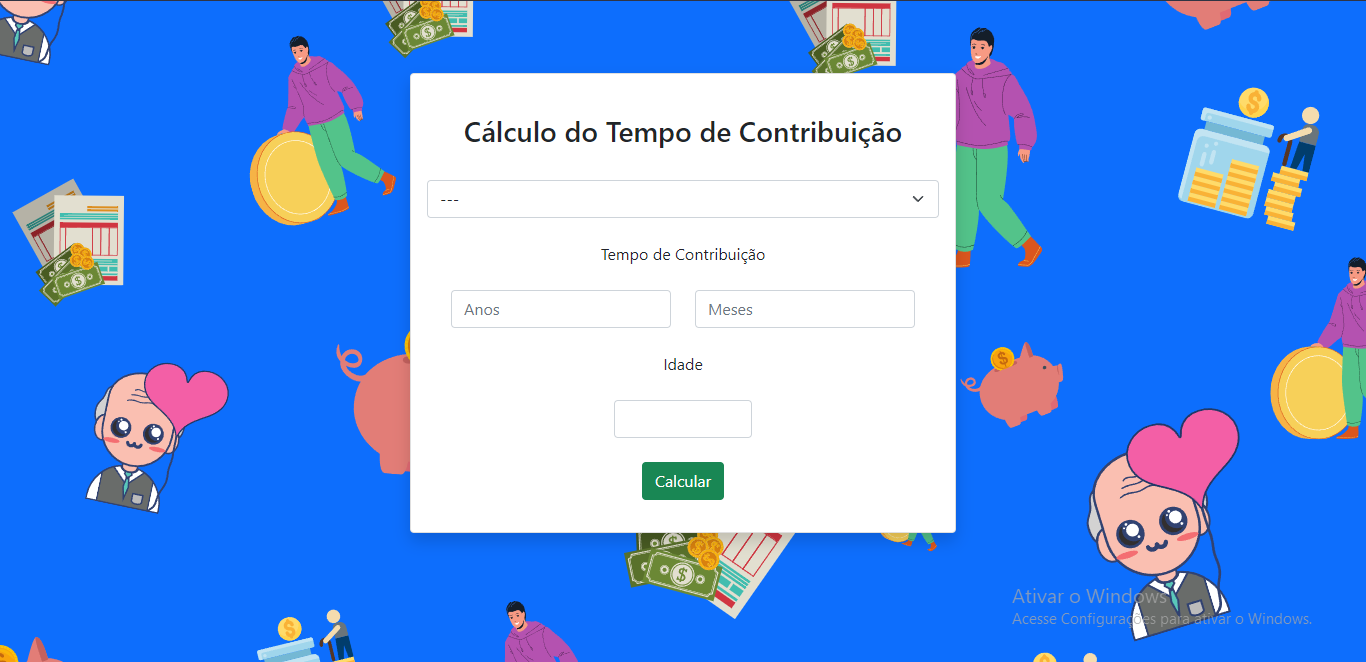 Cálculo do Tempo de Contribuição
---
Tempo de Contribuição
Anos
Meses
Idade
Calcular
Ativar o Windows
Acesse Configurações para ativar o Windows.